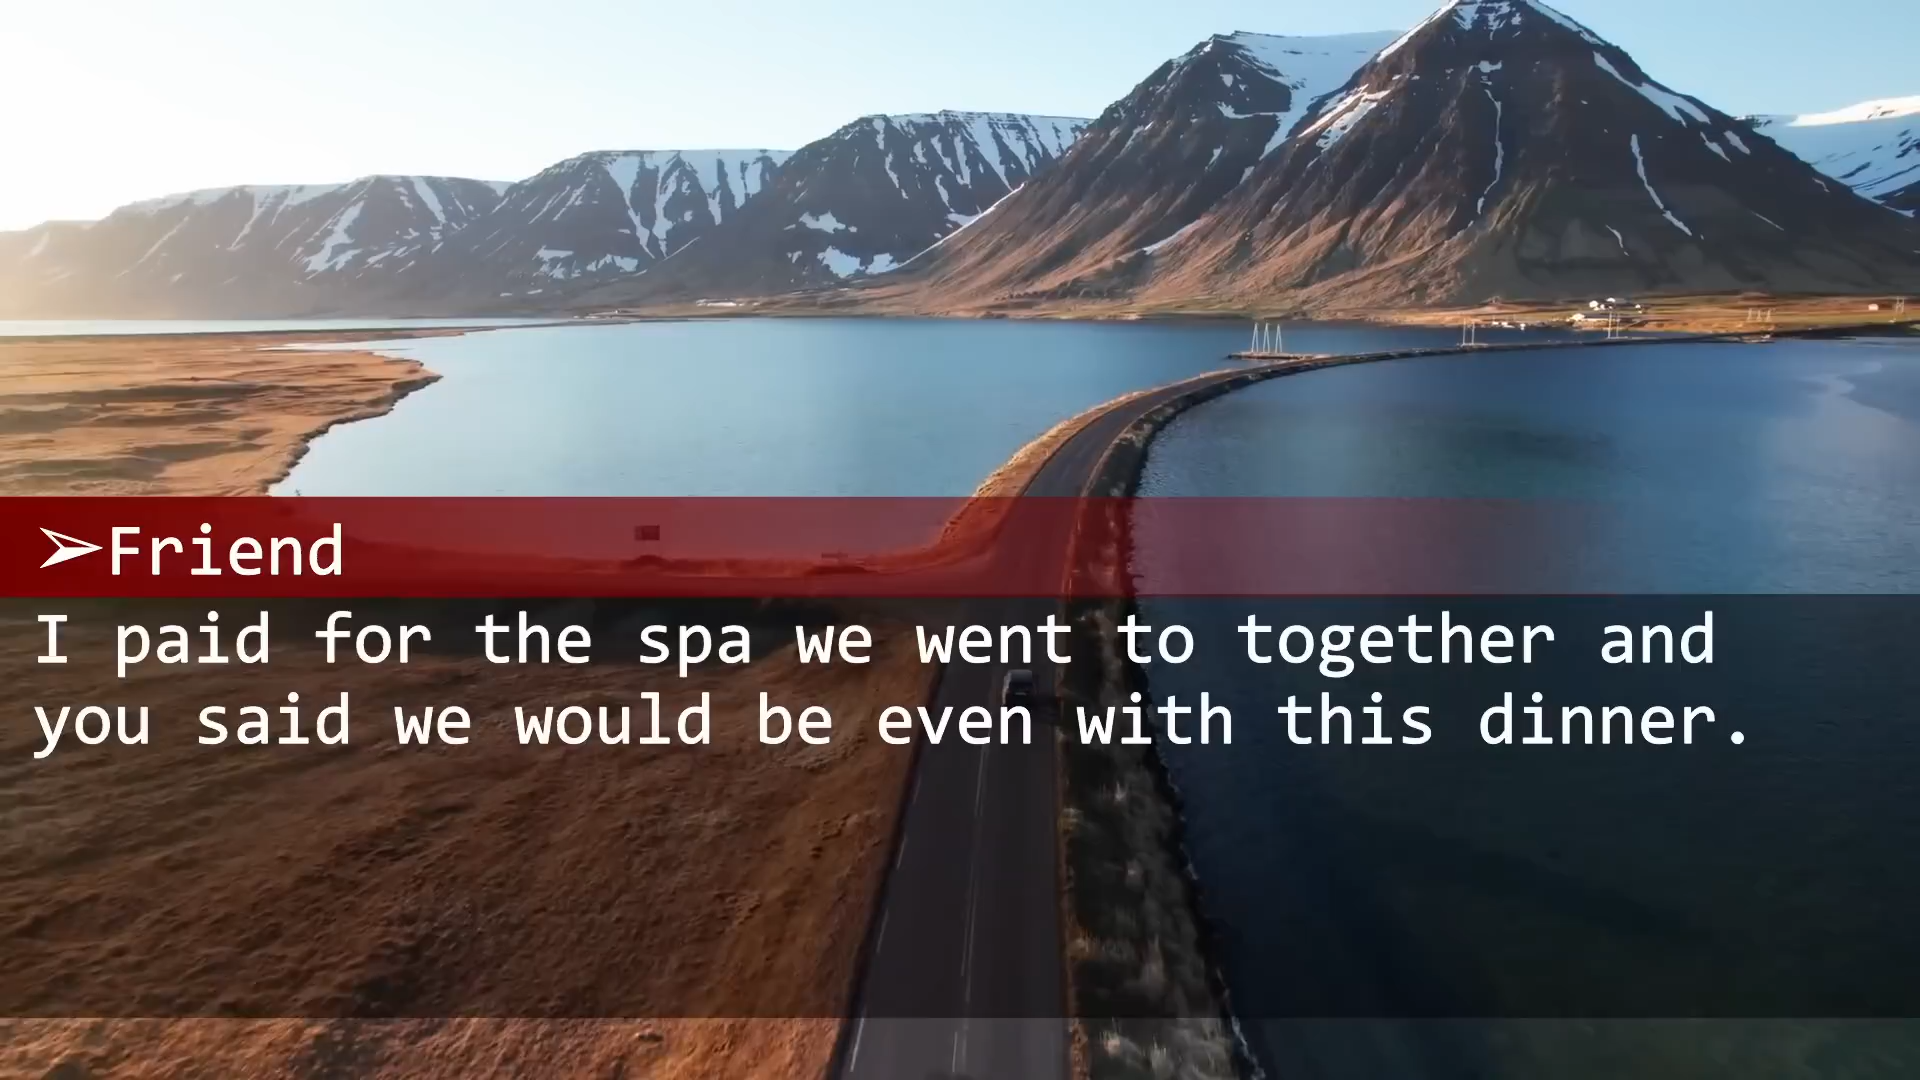 ➢Friend
I paid for the spa we went to together and
you said we would be even with this dinner.